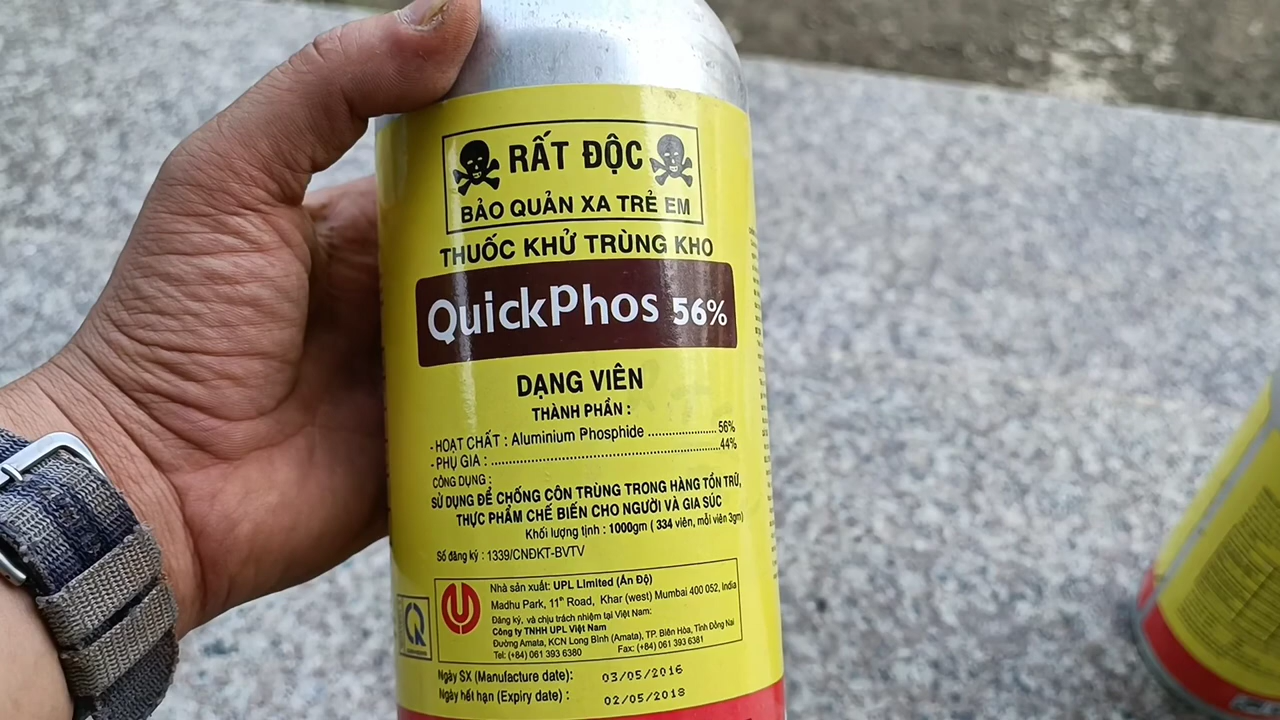 RẤT ĐỘC
BẢO QUẢN XA TRẺ EM
THUỐC KHỬ TRÙNG KHO
QuickPhos 56%
DẠNG VIÊN
THÀNH PHẦN :
- HOẠT CHẤT : Aluminium Phosphide ..................... 56%
- PHỤ GIA : ................................................................ 44%
CÔNG DỤNG :
SỬ DỤNG ĐỂ CHỐNG CÔN TRÙNG TRONG HÀNG TỒN TRỮ,
THỰC PHẨM CHẾ BIẾN CHO NGƯỜI VÀ GIA SÚC
Khối lượng tịnh : 1000gm ( 334 viên, mỗi viên 3gm)
Số đăng ký : 1339/CNĐKT-BVTV
Nhà sản xuất: UPL Limited (Ấn Độ)
Madhu Park, 11th Road, Khar (west) Mumbai 400 052, India
Đăng ký, và chịu trách nhiệm tại Việt Nam:
Công ty TNHH UPL Việt Nam
Đường Amata, KCN Long Bình (Amata), TP. Biên Hòa, Tỉnh Đồng Nai
Tel: (+84) 061 393 6380 Fax: (+84) 061 393 6381
Ngày SX (Manufacture date) : 03/05/2016
Ngày hết hạn (Expiry date) : 02/05/2018